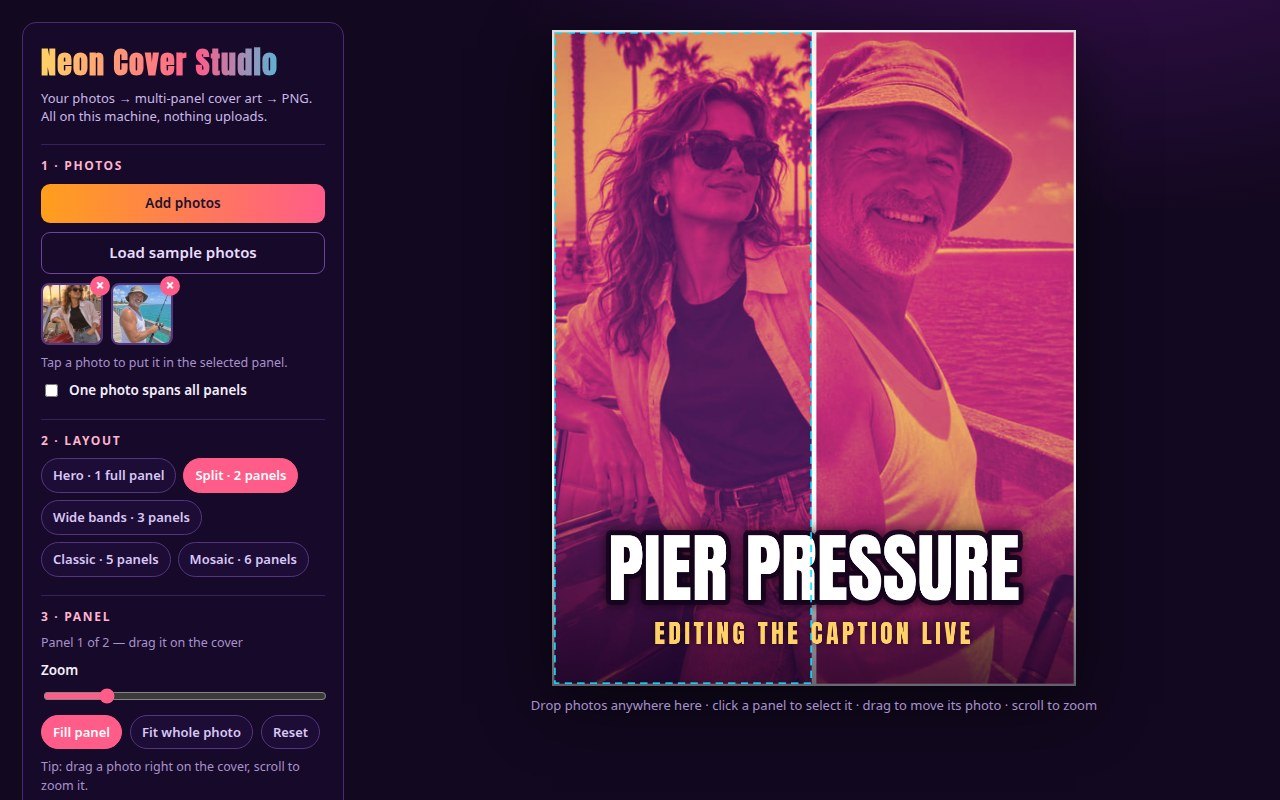 Neon Cover Studio
Your photos → multi-panel cover art → PNG.
All on this machine, nothing uploads.
1 · PHOTOS
Add photos
Load sample photos
× ×
Tap a photo to put it in the selected panel.
One photo spans all panels
2 · LAYOUT
Hero · 1 full panel Split · 2 panels
Wide bands · 3 panels
Classic · 5 panels Mosaic · 6 panels
3 · PANEL
Panel 1 of 2 — drag it on the cover
Zoom
Fill panel Fit whole photo Reset
Tip: drag a photo right on the cover, scroll to
zoom it.
PIER PRESSURE
EDITING THE CAPTION LIVE
Drop photos anywhere here · click a panel to select it · drag to move its photo · scroll to zoom